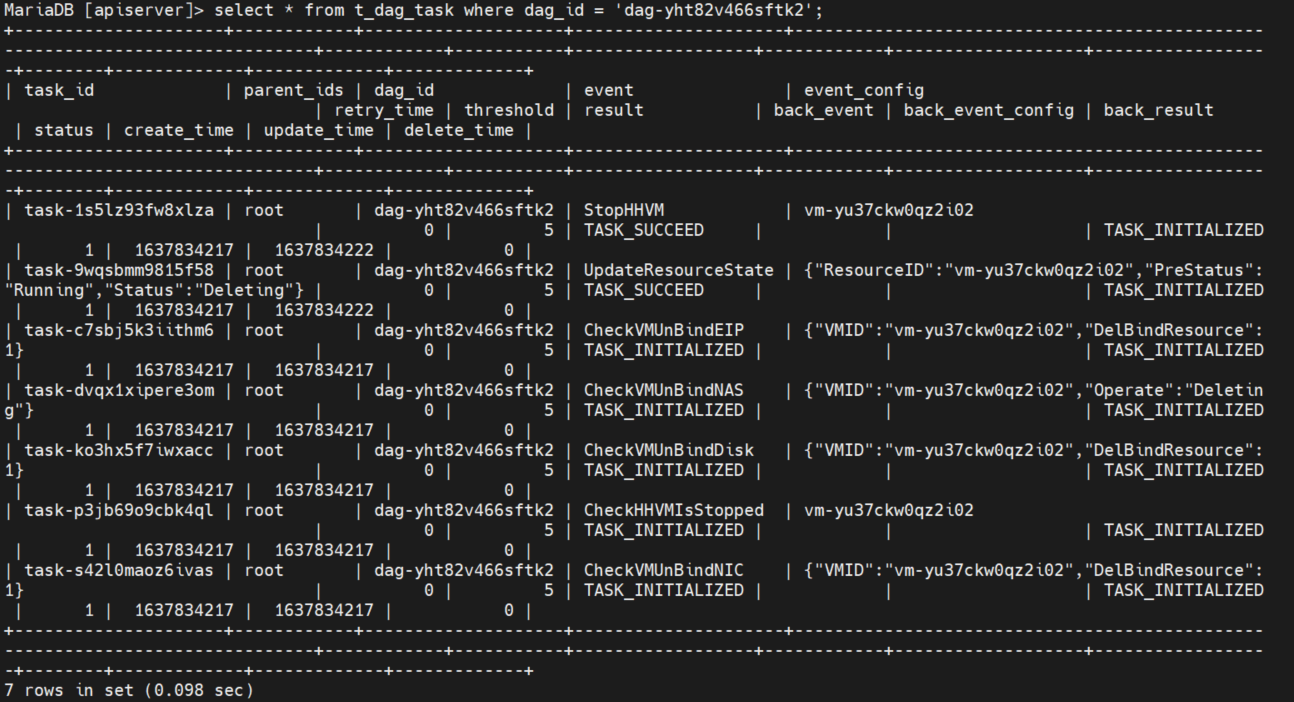 MariaDB [apiserver]> select * from t_dag_task where dag_id = 'dag-yht82v466sftk2';
+---------------------+------------+--------------------+---------------------+-----------------------------------------------
-------------------------------+------------+-----------+------------------+------------+-------------------+-----------------
-+--------+-------------+-------------+-------------+
| task_id             | parent_ids | dag_id             | event               | event_config
                               | retry_time | threshold | result           | back_event | back_event_config | back_result
 | status | create_time | update_time | delete_time |
+---------------------+------------+--------------------+---------------------+-----------------------------------------------
-------------------------------+------------+-----------+------------------+------------+-------------------+-----------------
-+--------+-------------+-------------+-------------+
| task-1s5lz93fw8xlza | root       | dag-yht82v466sftk2 | StopHHVM            | vm-yu37ckw0qz2i02
                               |          0 |         5 | TASK_SUCCEED     |            |                   | TASK_INITIALIZED
 |      1 |  1637834217 |  1637834222 |           0 |
| task-9wqsbmm9815f58 | root       | dag-yht82v466sftk2 | UpdateResourceState | {"ResourceID":"vm-yu37ckw0qz2i02","PreStatus":
"Running","Status":"Deleting"} |          0 |         5 | TASK_SUCCEED     |            |                   | TASK_INITIALIZED
 |      1 |  1637834217 |  1637834222 |           0 |
| task-c7sbj5k3iithm6 | root       | dag-yht82v466sftk2 | CheckVMUnBindEIP    | {"VMID":"vm-yu37ckw0qz2i02","DelBindResource":
1}                             |          0 |         5 | TASK_INITIALIZED |            |                   | TASK_INITIALIZED
 |      1 |  1637834217 |  1637834217 |           0 |
| task-dvqx1xipere3om | root       | dag-yht82v466sftk2 | CheckVMUnBindNAS    | {"VMID":"vm-yu37ckw0qz2i02","Operate":"Deletin
g"}                            |          0 |         5 | TASK_INITIALIZED |            |                   | TASK_INITIALIZED
 |      1 |  1637834217 |  1637834217 |           0 |
| task-ko3hx5f7iwxacc | root       | dag-yht82v466sftk2 | CheckVMUnBindDisk   | {"VMID":"vm-yu37ckw0qz2i02","DelBindResource":
1}                             |          0 |         5 | TASK_INITIALIZED |            |                   | TASK_INITIALIZED
 |      1 |  1637834217 |  1637834217 |           0 |
| task-p3jb69o9cbk4ql | root       | dag-yht82v466sftk2 | CheckHHVMIsStopped  | vm-yu37ckw0qz2i02
                               |          0 |         5 | TASK_INITIALIZED |            |                   | TASK_INITIALIZED
 |      1 |  1637834217 |  1637834217 |           0 |
| task-s42l0maoz6ivas | root       | dag-yht82v466sftk2 | CheckVMUnBindNIC    | {"VMID":"vm-yu37ckw0qz2i02","DelBindResource":
1}                             |          0 |         5 | TASK_INITIALIZED |            |                   | TASK_INITIALIZED
 |      1 |  1637834217 |  1637834217 |           0 |
+---------------------+------------+--------------------+---------------------+-----------------------------------------------
-------------------------------+------------+-----------+------------------+------------+-------------------+-----------------
-+--------+-------------+-------------+-------------+
7 rows in set (0.098 sec)